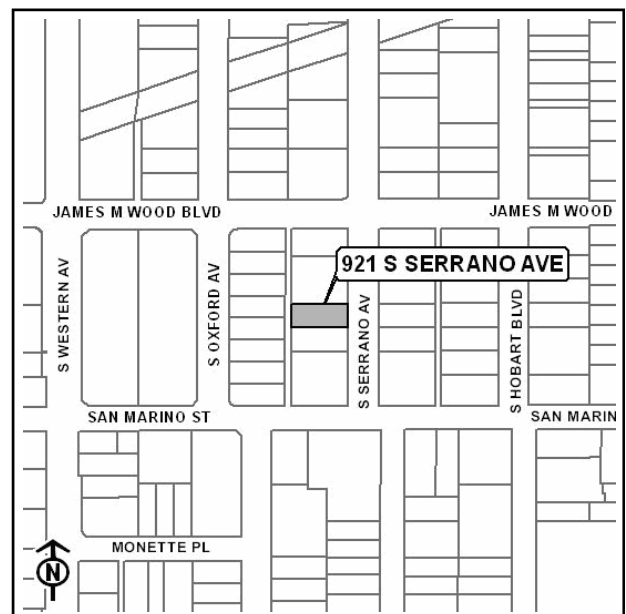 JAMES M WOOD BLVD
JAMES M WOOD
921 S SERRANO AVE
S WESTERN AV
S OXFORD AV
S SERRANO AV
S HOBART BLVD
SAN MARINO ST
SAN MARIN
MONETTE PL
N